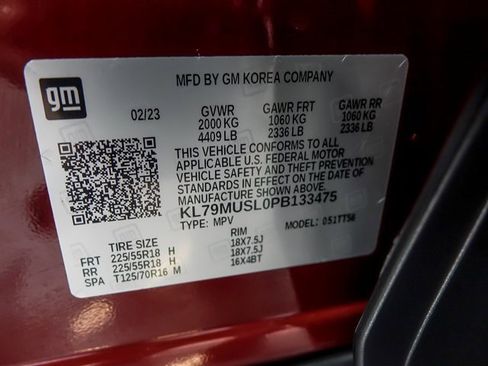 gm
MFD BY GM KOREA COMPANY
02/23 GVWR GAWR FRT GAWR RR
2000 KG 1060 KG 1060 KG
4409 LB 2336 LB 2336 LB
THIS VEHICLE CONFORMS TO ALL
APPLICABLE U.S. FEDERAL MOTOR
VEHICLE SAFETY AND THEFT PREVENTION
STANDARDS IN EFFECT ON THE DATE OF
MANUFACTURE SHOWN ABOVE.
KL79MUSL0PB133475
TYPE: MPV MODEL: 051TT56
TIRE SIZE RIM
FRT 225/55R18 H 18X7.5J
RR 225/55R18 H 18X7.5J
SPA T125/70R16 M 16X4BT